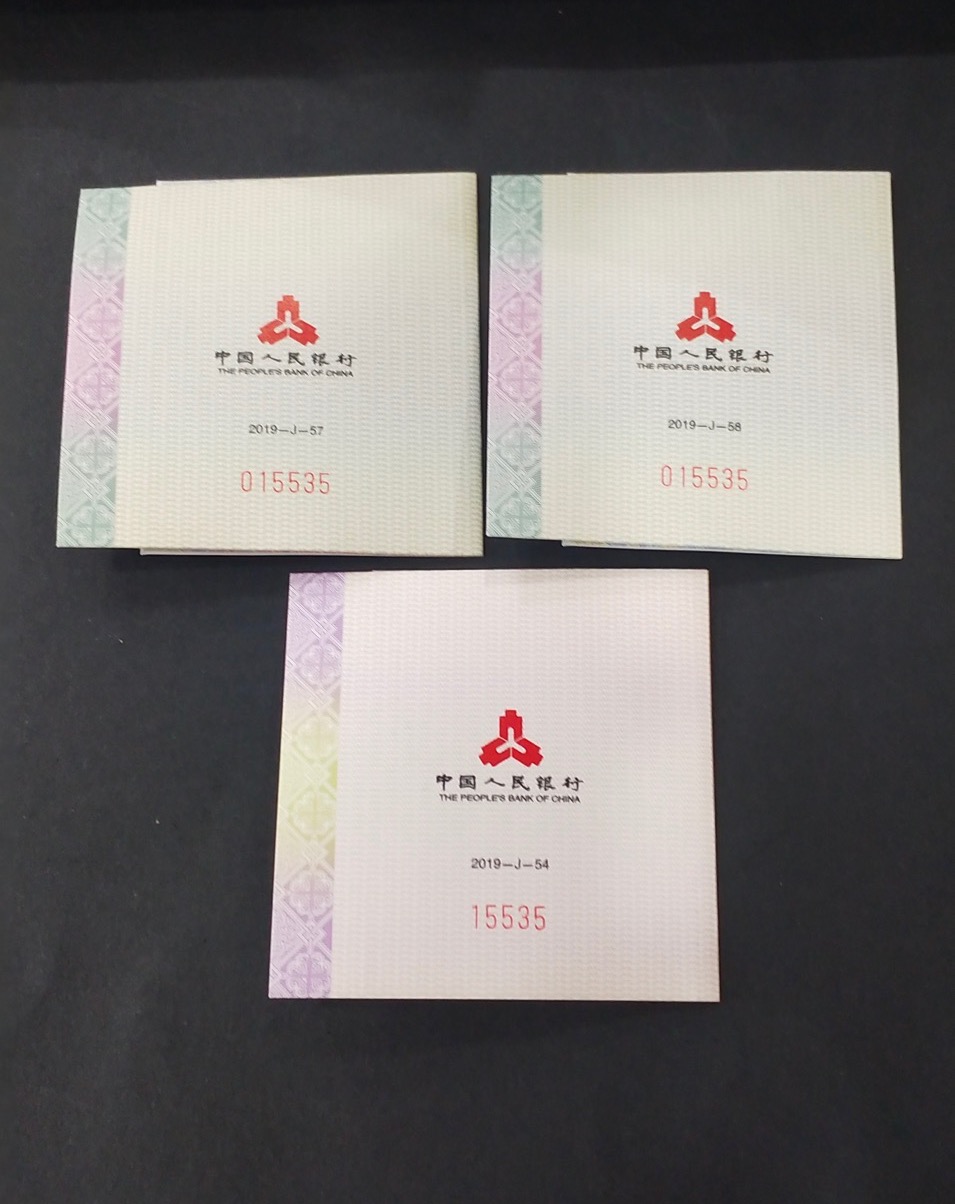 中国人民银行
THE PEOPLE'S BANK OF CHINA
2019—J—57
015535
中国人民银行
THE PEOPLE'S BANK OF CHINA
2019—J—58
015535
中国人民银行
THE PEOPLE'S BANK OF CHINA
2019—J—54
15535